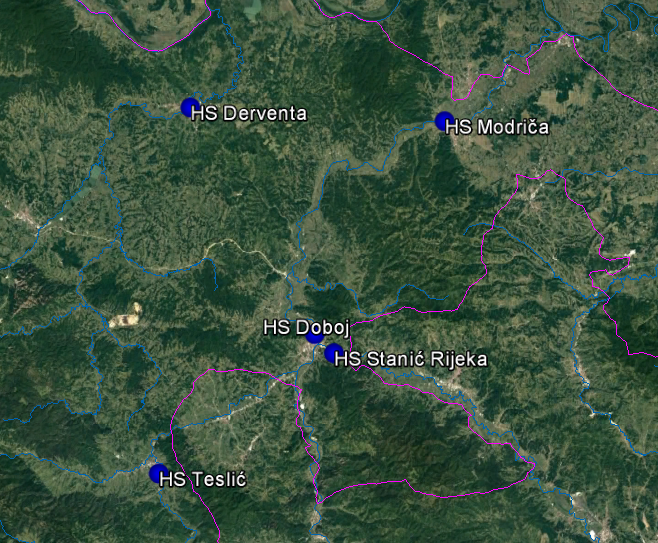 HS Derventa
HS Modriča
HS Doboj
HS Stanić Rijeka
HS Teslić